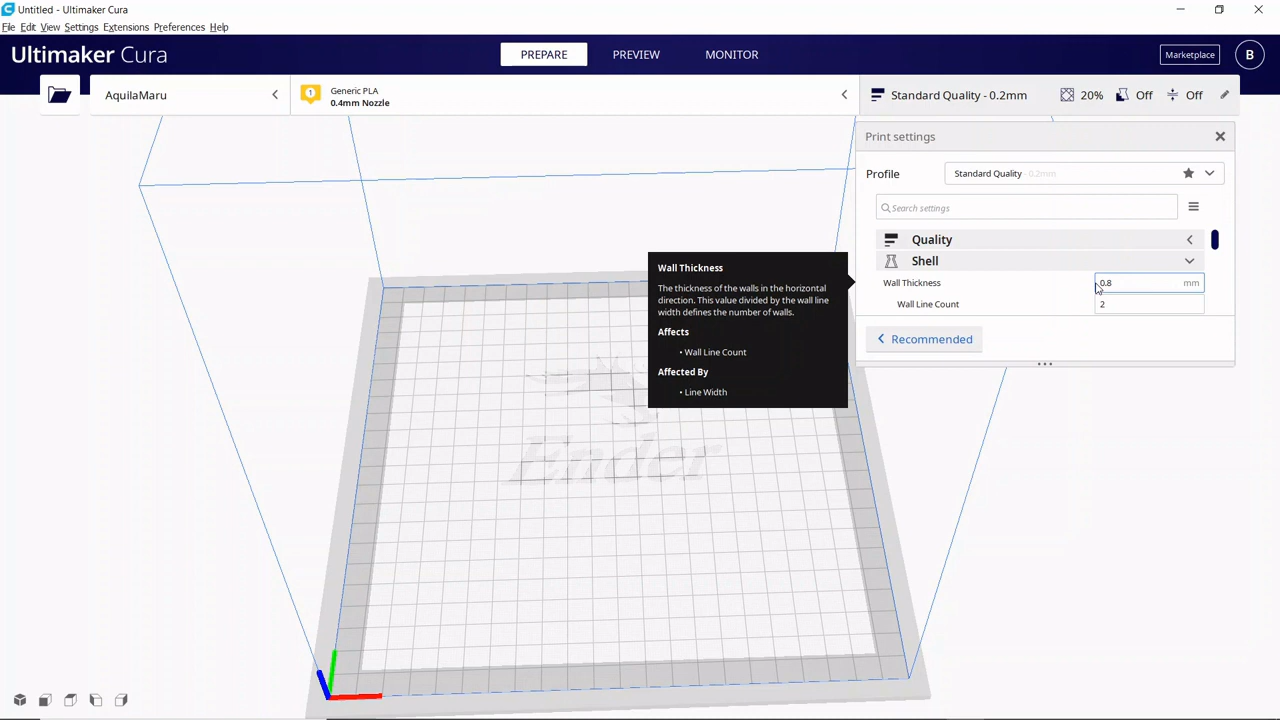 Untitled - Ultimaker Cura
File Edit View Settings Extensions Preferences Help
Ultimaker Cura
PREPARE
PREVIEW
MONITOR
Marketplace
B
AquilaMaru
1
Generic PLA
0.4mm Nozzle
Standard Quality - 0.2mm
20%
Off
Off
Print settings
Profile
Standard Quality - 0.2mm
Search settings
Quality
Shell
Wall Thickness
0.8 mm
Wall Line Count
2
Recommended
Wall Thickness
The thickness of the walls in the horizontal
direction. This value divided by the wall line
width defines the number of walls.
Affects
• Wall Line Count
Affected By
• Line Width
Ender